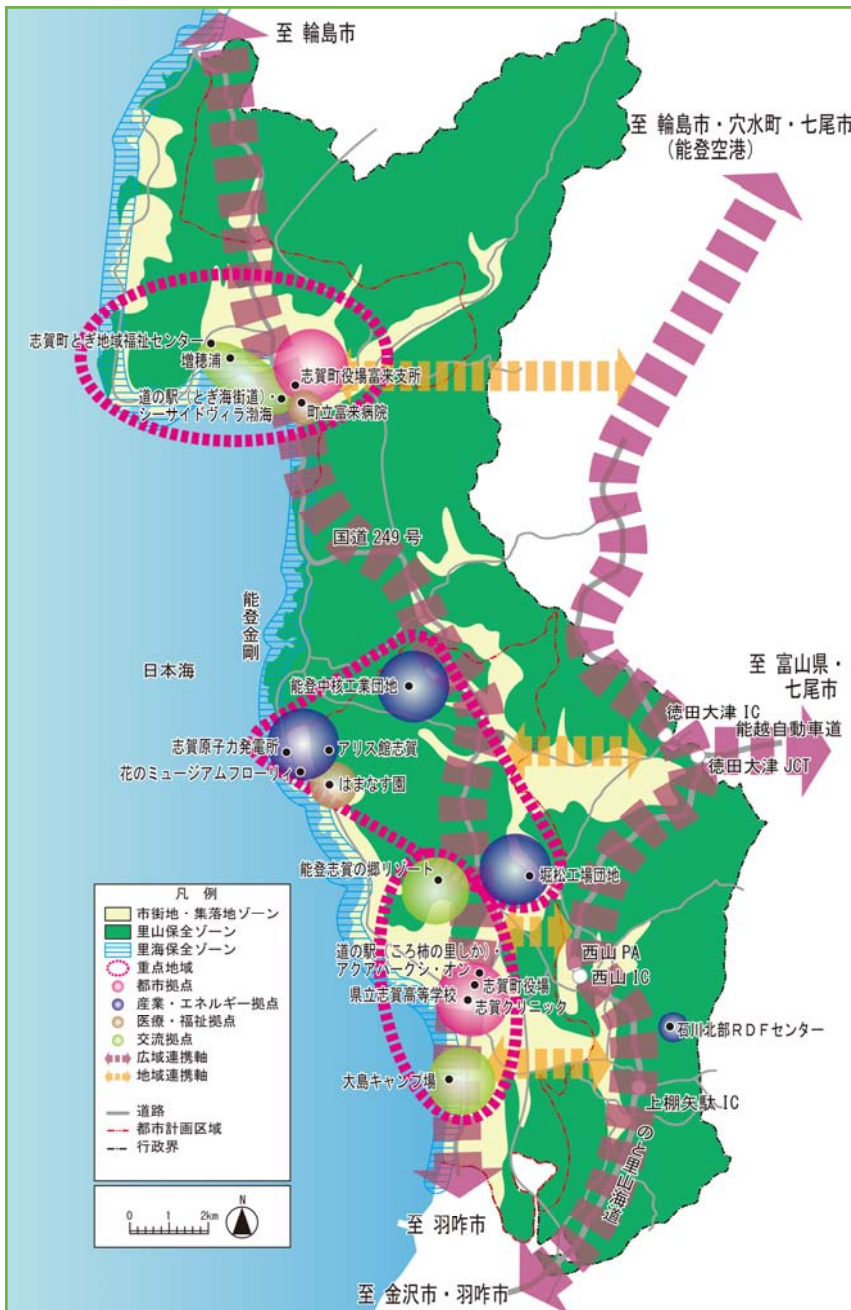 至 輪島市
至 輪島市・穴水町・七尾市
(能登空港)
志賀町とぎ地域福祉センター
増穂浦
志賀町役場富来支所
道の駅(とぎ海街道)・
シーサイドヴィラ渤海
町立富来病院
国道249号
能登金剛
日本海
至 富山県・
七尾市
能登中核工業団地
徳田大津IC
能越自動車道
徳田大津JCT
志賀原子力発電所
アリス館志賀
花のミュージアムフローリィ
はまなす園
能登志賀の郷リゾート
堀松工場団地
道の駅(ころ柿の里しか)・
アクアパークシ・オン
西山PA
西山IC
志賀町役場
県立志賀高等学校
志賀クリニック
石川北部RDFセンター
大島キャンプ場
上棚矢駄IC
のと里山海道
至 羽咋市
至 金沢市・羽咋市
凡例
市街地・集落地ゾーン
里山保全ゾーン
里海保全ゾーン
重点地域
都市拠点
産業・エネルギー拠点
医療・福祉拠点
交流拠点
広域連携軸
地域連携軸
道路
都市計画区域
行政界
0 1 2km
N